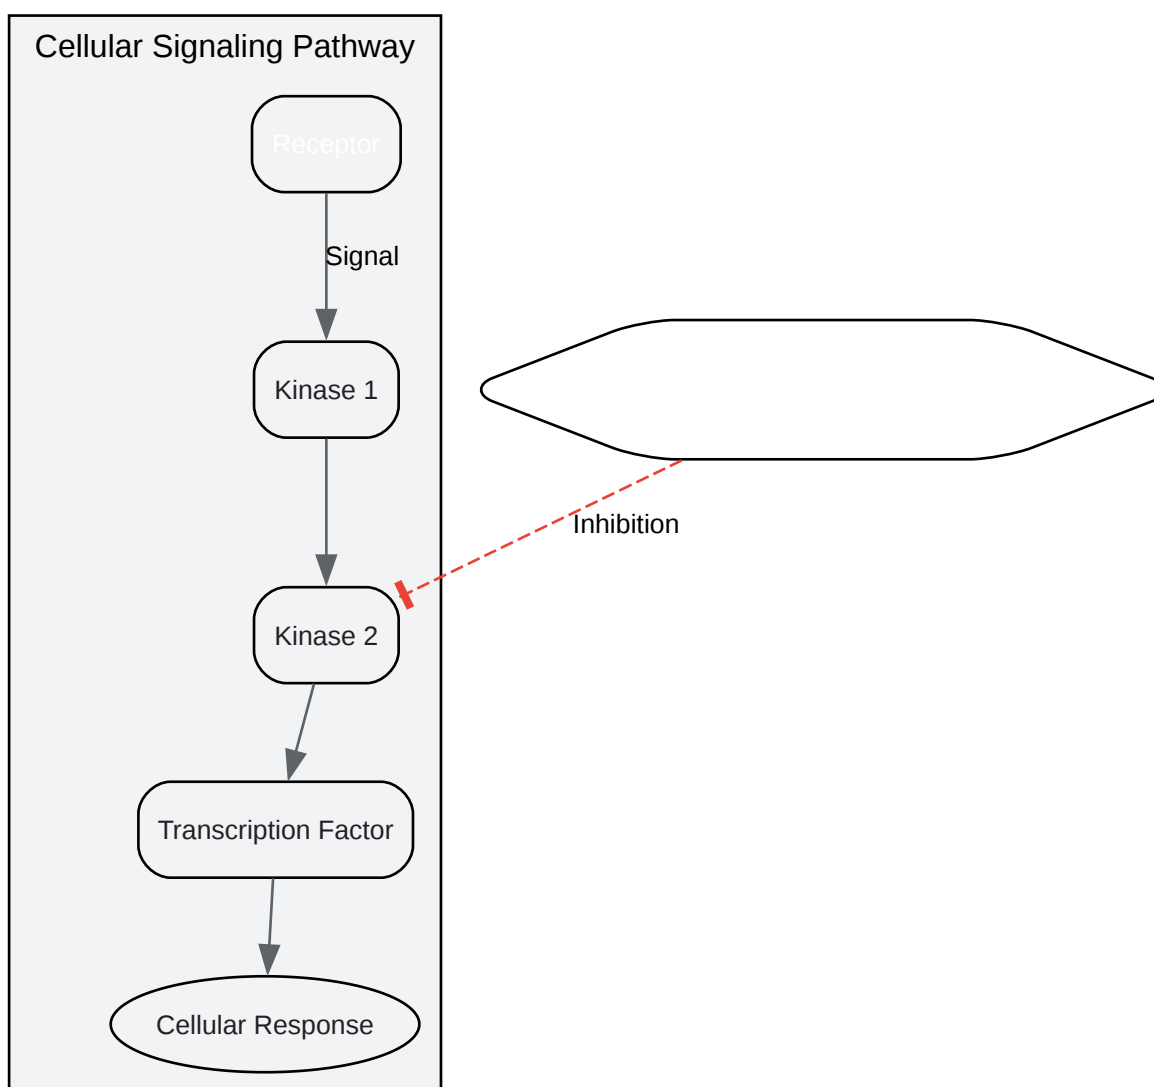 Cellular Signaling Pathway
Receptor
Signal
Kinase 1
Inhibition
Kinase 2
Transcription Factor
Cellular Response